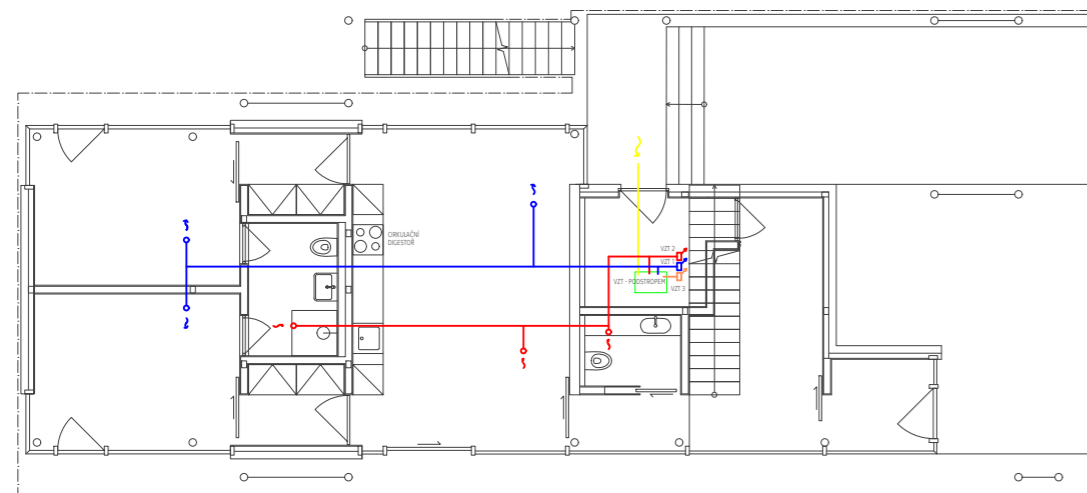 CIRKULAČNÍ
DIGESTOŘ
VZT 2
VZT 1
VZT - PODSTROPEM
VZT 3